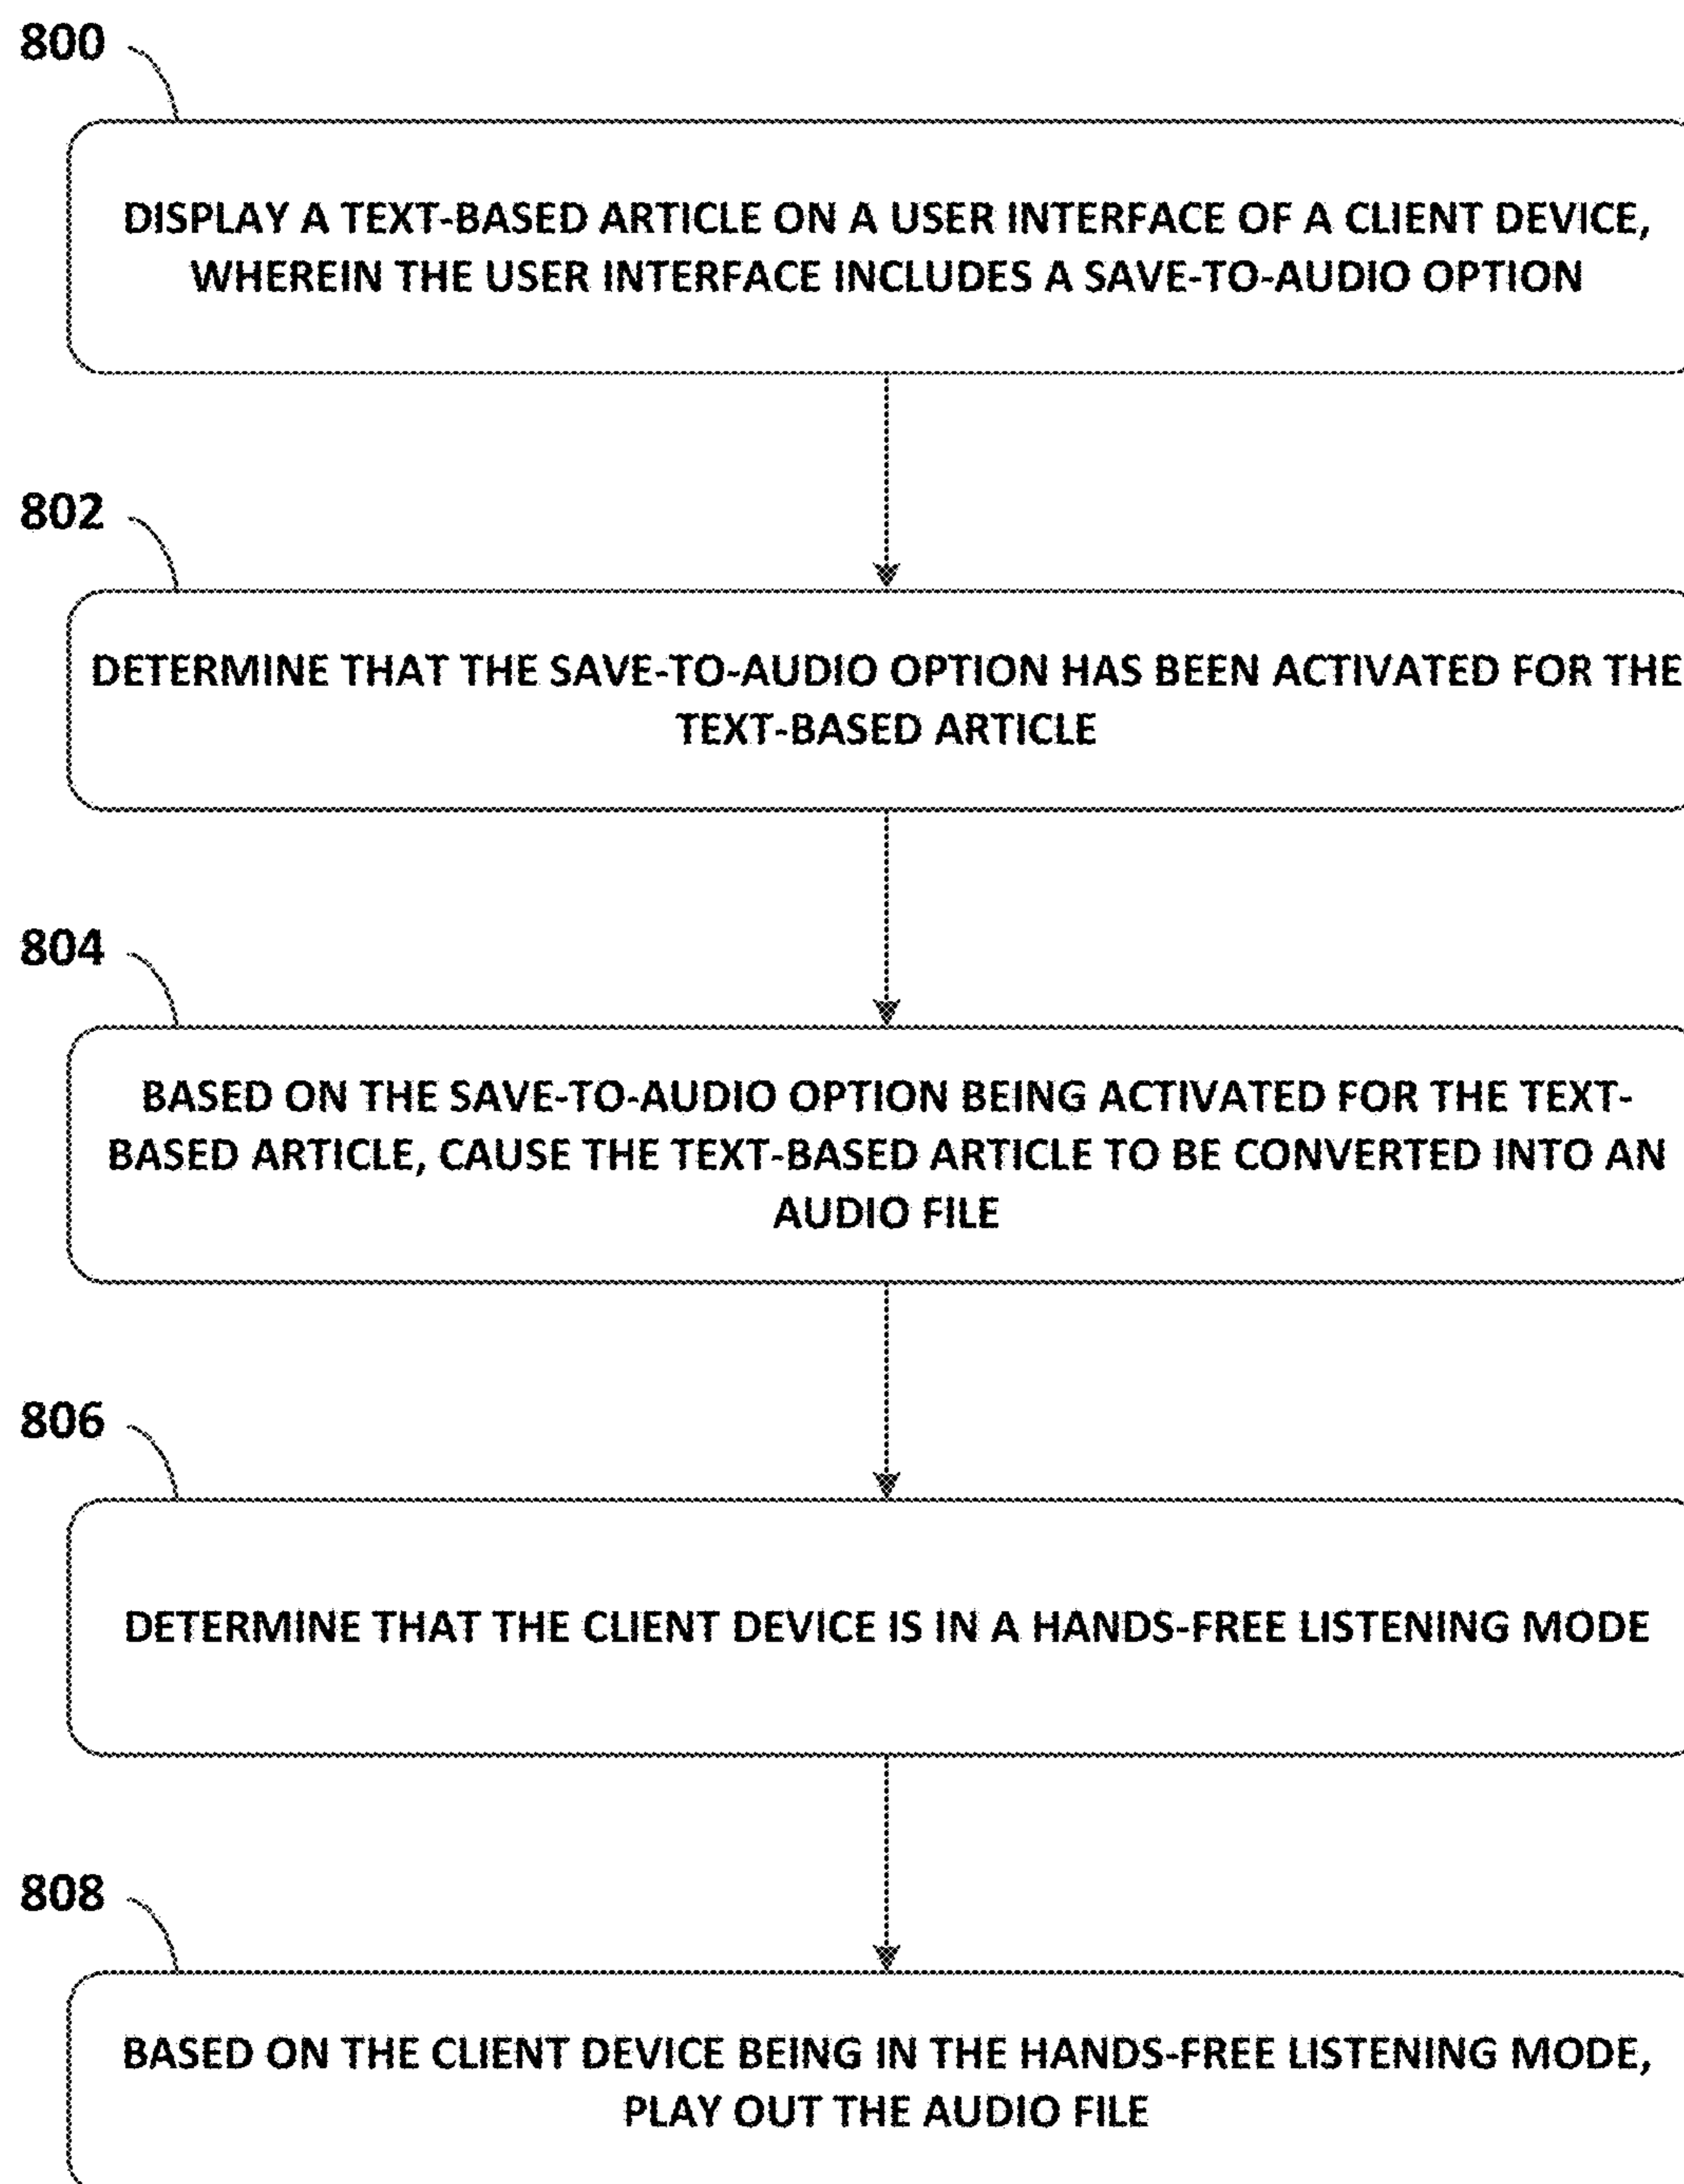 800
DISPLAY A TEXT-BASED ARTICLE ON A USER INTERFACE OF A CLIENT DEVICE,
WHEREIN THE USER INTERFACE INCLUDES A SAVE-TO-AUDIO OPTION
802
DETERMINE THAT THE SAVE-TO-AUDIO OPTION HAS BEEN ACTIVATED FOR THE
TEXT-BASED ARTICLE
804
BASED ON THE SAVE-TO-AUDIO OPTION BEING ACTIVATED FOR THE TEXT-
BASED ARTICLE, CAUSE THE TEXT-BASED ARTICLE TO BE CONVERTED INTO AN
AUDIO FILE
806
DETERMINE THAT THE CLIENT DEVICE IS IN A HANDS-FREE LISTENING MODE
808
BASED ON THE CLIENT DEVICE BEING IN THE HANDS-FREE LISTENING MODE,
PLAY OUT THE AUDIO FILE